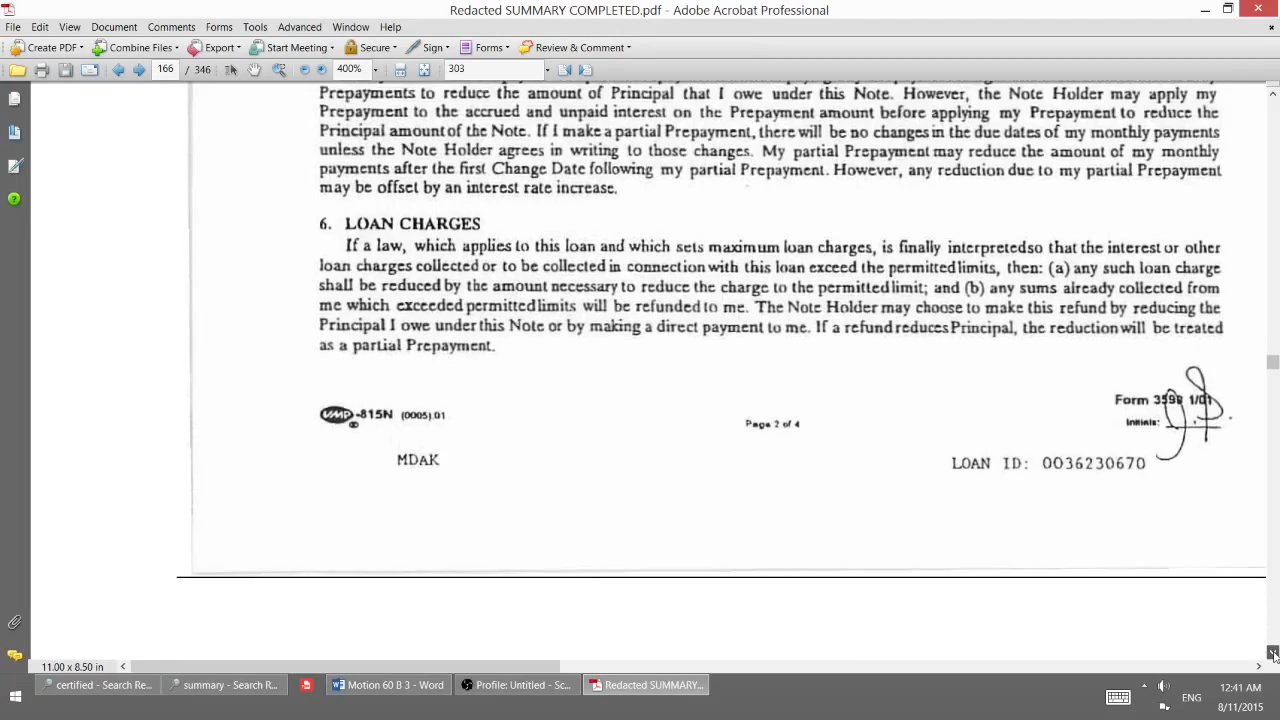 Redacted SUMMARY COMPLETED.pdf - Adobe Acrobat Professional
File Edit View Document Comments Forms Tools Advanced Window Help
Create PDF Combine Files Export Start Meeting Secure Sign Forms Review & Comment
166 / 346 400% 303
Prepayments to reduce the amount of Principal that I owe under this Note. However, the Note Holder may apply my
Prepayment to the accrued and unpaid interest on the Prepayment amount before applying my Prepayment to reduce the
Principal amount of the Note. If I make a partial Prepayment, there will be no changes in the due dates of my monthly payments
unless the Note Holder agrees in writing to those changes. My partial Prepayment may reduce the amount of my monthly
payments after the first Change Date following my partial Prepayment. However, any reduction due to my partial Prepayment
may be offset by an interest rate increase.
6. LOAN CHARGES
If a law, which applies to this loan and which sets maximum loan charges, is finally interpreted so that the interest or other
loan charges collected or to be collected in connection with this loan exceed the permitted limits, then: (a) any such loan charge
shall be reduced by the amount necessary to reduce the charge to the permitted limit; and (b) any sums already collected from
me which exceeded permitted limits will be refunded to me. The Note Holder may choose to make this refund by reducing the
Principal I owe under this Note or by making a direct payment to me. If a refund reduces Principal, the reduction will be treated
as a partial Prepayment.
VMP-815N (0005).01
Page 2 of 4
Form 3590 1/01
Initials:
MDAK
LOAN ID: 0036230670
11.00 x 8.50 in
certified - Search Re... summary - Search R... Motion 60 B 3 - Word Profile: Untitled - Sc... Redacted SUMMARY...
ENG
12:41 AM
8/11/2015